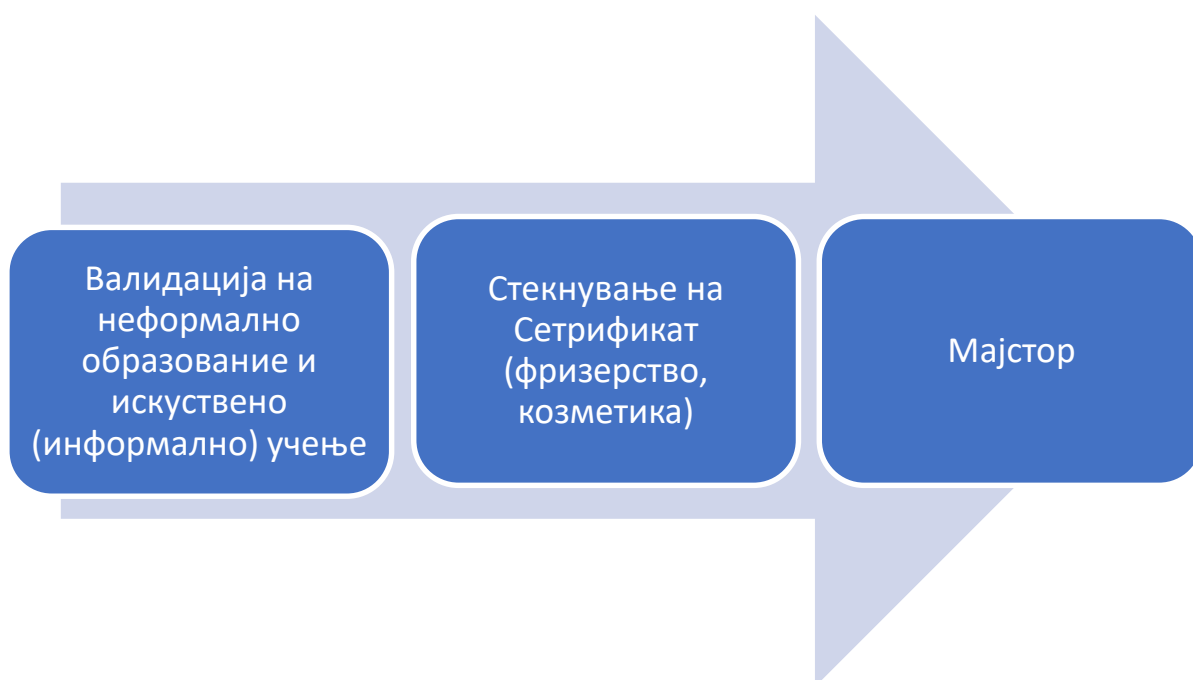 Валидација на
неформално
образование и
искуствено
(информално) учење
Стекнување на
Сетрификат
(фризерство,
козметика)
Мајстор